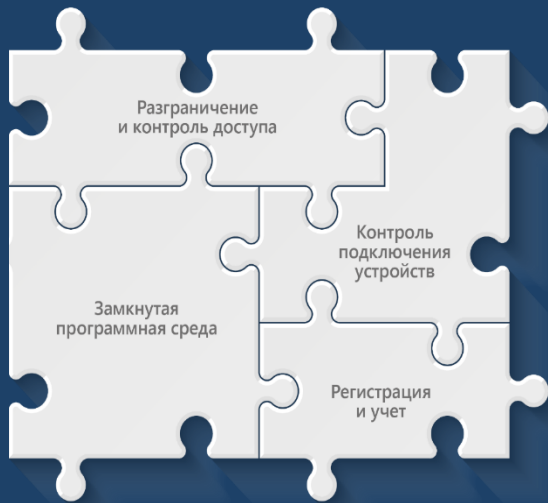 Разграничение
и контроль доступа
Контроль
подключения
устройств
Замкнутая
программная среда
Регистрация
и учет